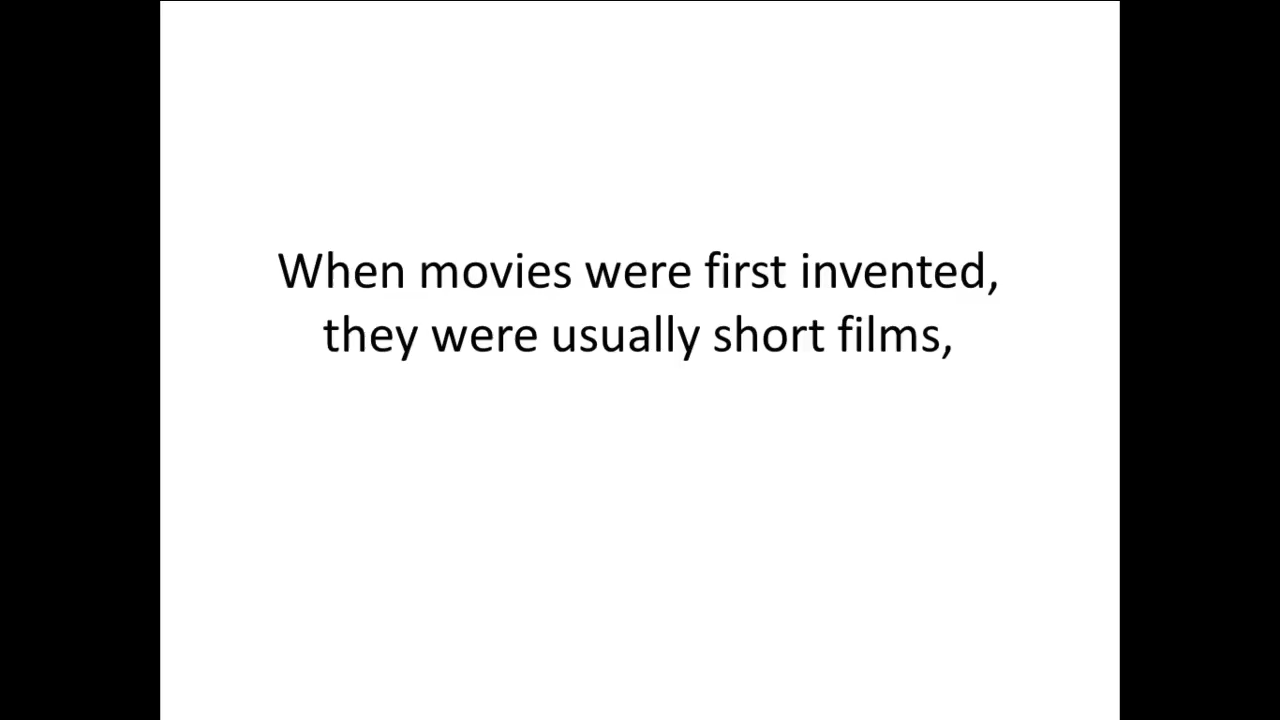 When movies were first invented,
they were usually short films,